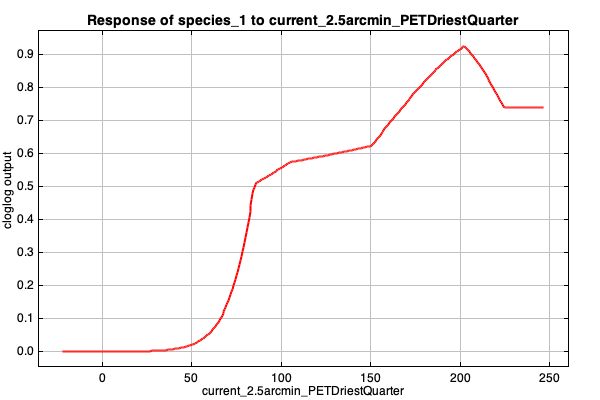 Response of species_1 to current_2.5arcmin_PETDriestQuarter
0.9
0.8
0.7
0.6
0.5
0.4
0.3
0.2
0.1
0.0
cloglog output
0 50 100 150 200 250
current_2.5arcmin_PETDriestQuarter